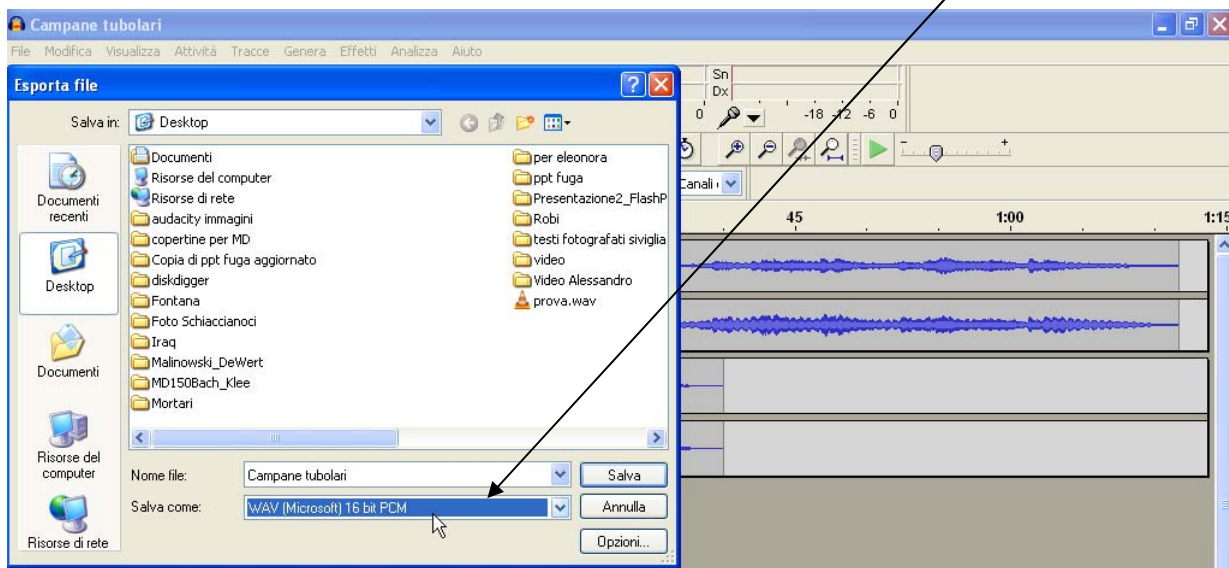 Campane tubolari
File Modifica Visualizza Attività Tracce Genera Effetti Analizza Aiuto
Esporta file
Salva in: Desktop
Documenti recenti
Desktop
Documenti
Risorse del computer
Risorse di rete
Documenti
Risorse del computer
Risorse di rete
audacity immagini
copertine per MD
Copia di ppt fuga aggiornato
diskdigger
Fontana
Foto Schiaccianoci
Iraq
Malinowski_DeWert
MD150Bach_Klee
Mortari
per eleonora
ppt fuga
Presentazione2_FlashP
Robi
testi fotografati siviglia
video
Video Alessandro
prova.wav
Nome file: Campane tubolari Salva
Salva come: WAV (Microsoft) 16 bit PCM Annulla
Opzioni...
Sn
Dx
0 -18 -12 -6 0
- +
Canali
45 1:00 1:15